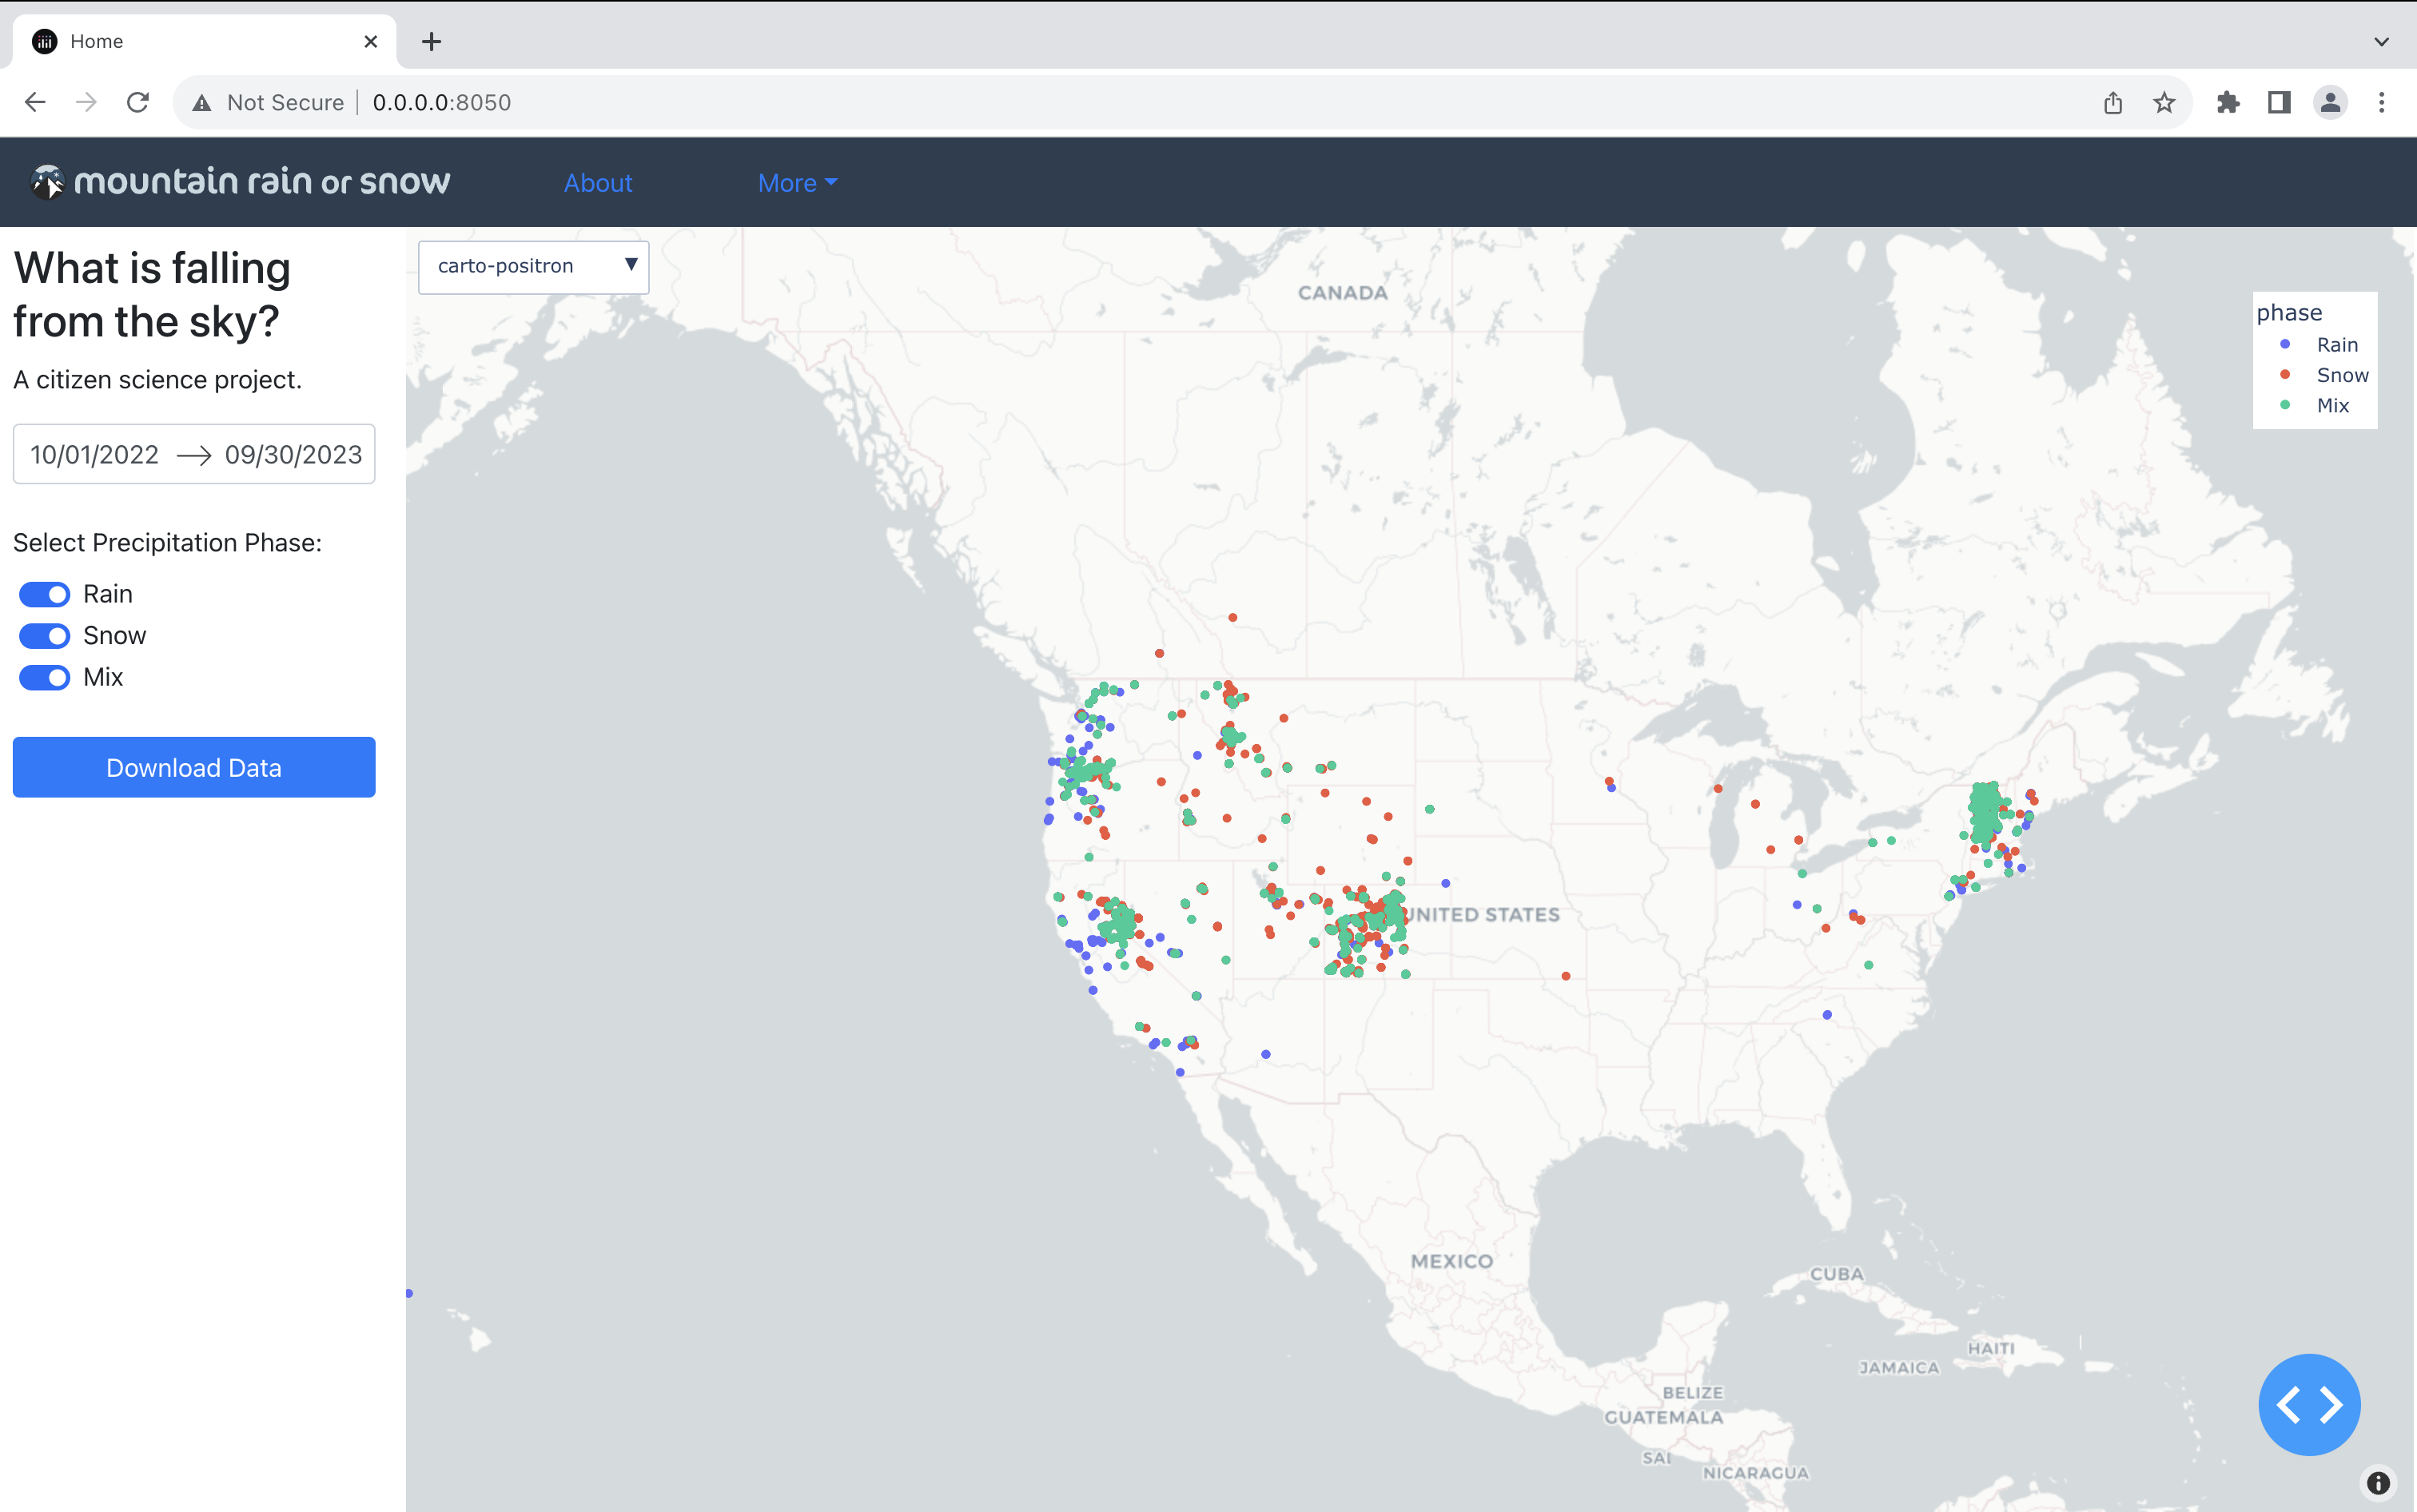 Home
Not Secure
0.0.0.0:8050
mountain rain or snow
About
More
What is falling
from the sky?
A citizen science project.
10/01/2022 → 09/30/2023
Select Precipitation Phase:
Rain
Snow
Mix
Download Data
carto-positron ▼
phase
Rain
Snow
Mix
CANADA
UNITED STATES
MEXICO
CUBA
HAITI
JAMAICA
BELIZE
GUATEMALA
SAL
NICARAGUA